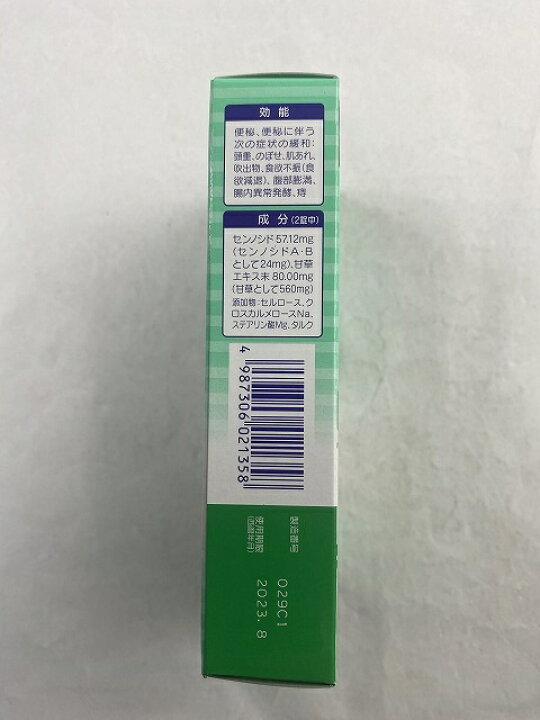 効能
便秘、便秘に伴う
次の症状の緩和:
頭重、のぼせ、肌あれ、
吹出物、食欲不振(食
欲減退)、腹部膨満、
腸内異常発酵、痔
成分(2錠中)
センノシド57.12mg
(センノシドA・B
として24mg)、甘草
エキス末 80.00mg
(甘草として560mg)
添加物:セルロース、ク
ロスカルメロースNa、
ステアリン酸Mg、タルク
4 987306 021358
製造番号 029C1
使用期限 2023. 8
(西暦年月)